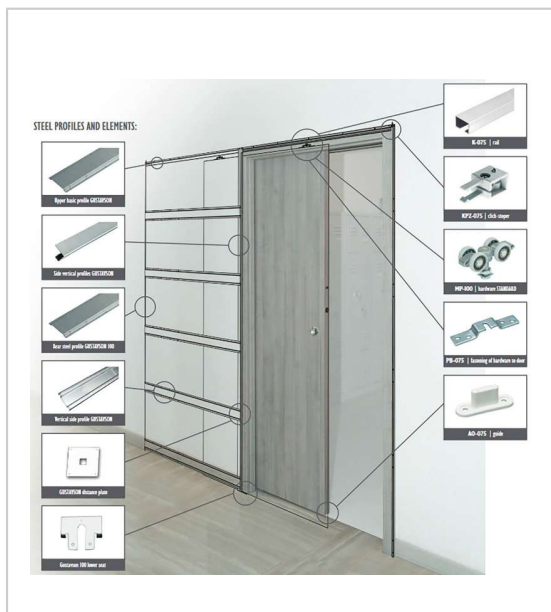 STEEL PROFILES AND ELEMENTS:
Upper basic profile GUSTAVSON
Side vertical profiles GUSTAVSON
Rear steel profile GUSTAVSON 100
Vertical side profile GUSTAVSON
GUSTAVSON distance plate
Gustavson 100 lower seat
K-075 | rail
KPZ-075 | click-stoper
MP-100 | hardware STANDARD
PB-075 | fastening of hardware to door
AO-075 | guide